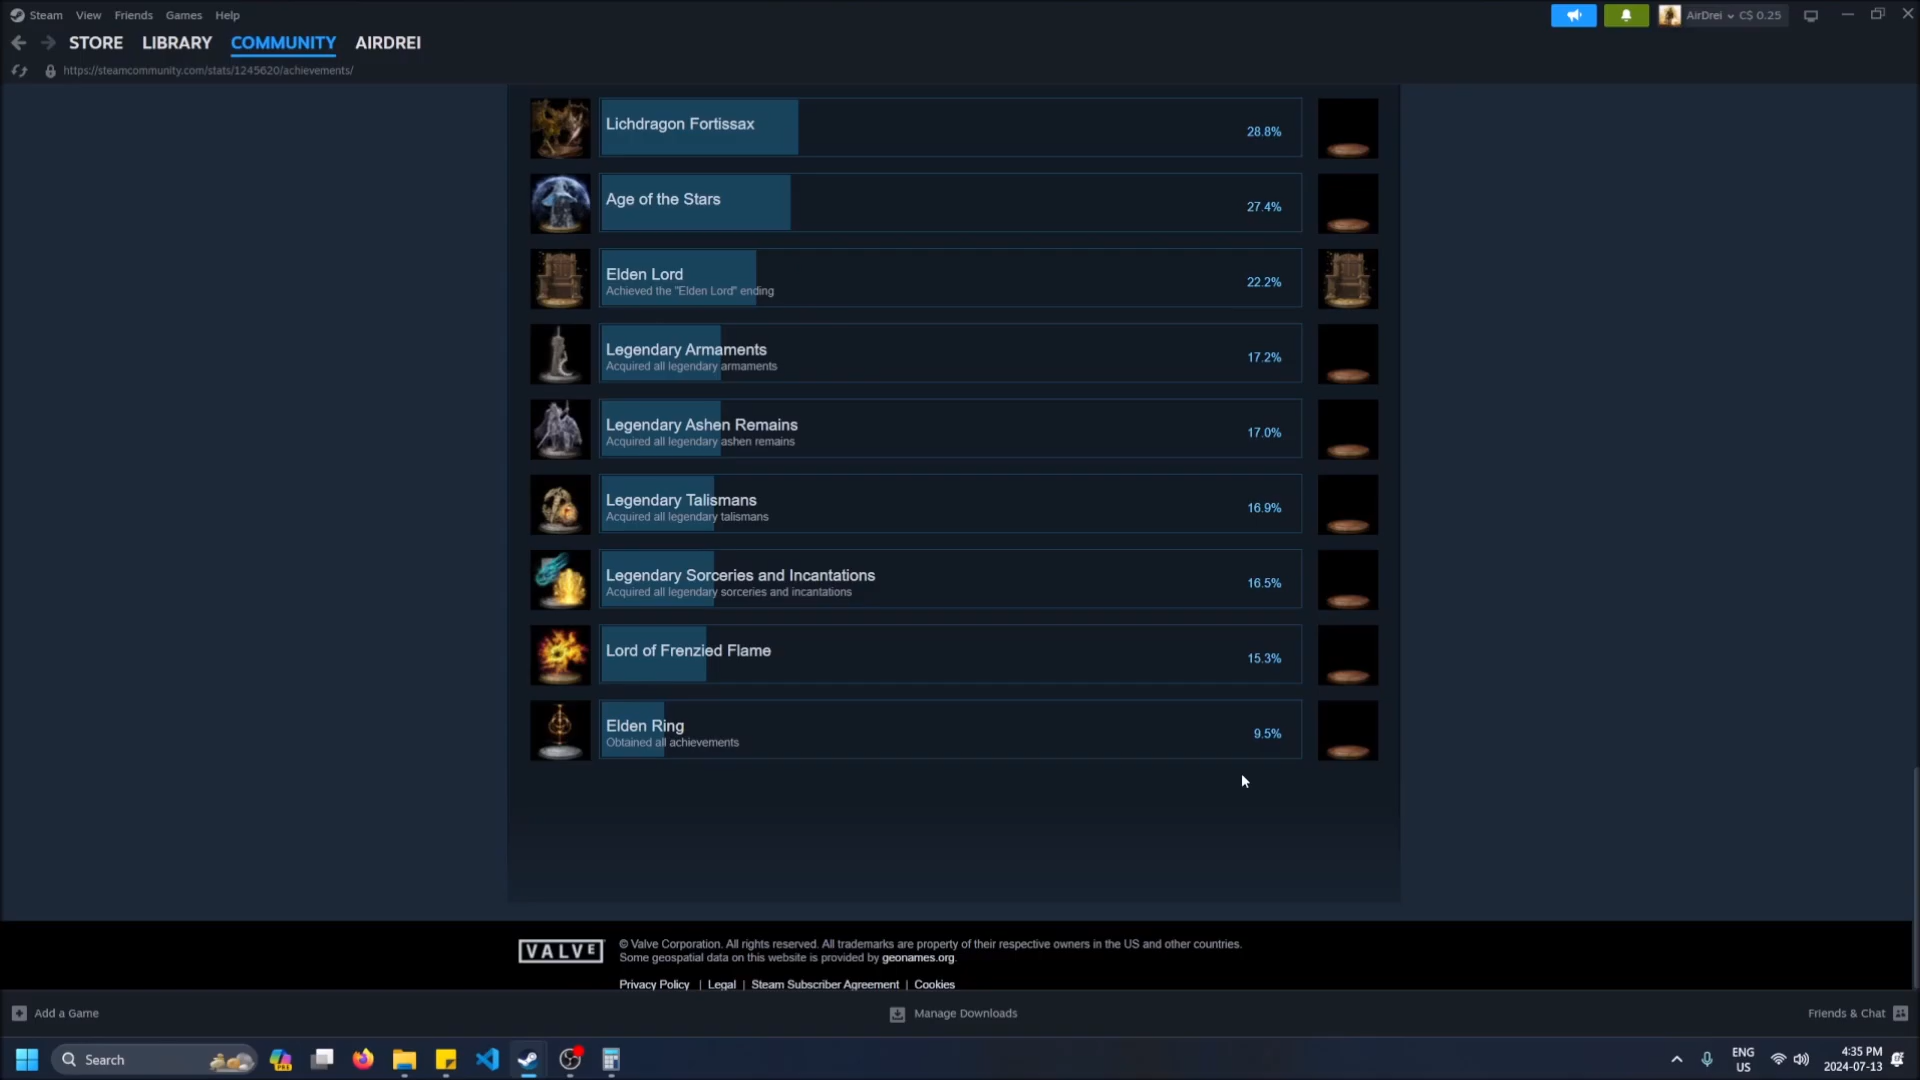 Steam View Friends Games Help
AirDrei C$ 0.25
STORE LIBRARY COMMUNITY AIRDREI
https://steamcommunity.com/stats/1245620/achievements/
Lichdragon Fortissax
28.8%
Age of the Stars
27.4%
Elden Lord
Achieved the "Elden Lord" ending
22.2%
Legendary Armaments
Acquired all legendary armaments
17.2%
Legendary Ashen Remains
Acquired all legendary ashen remains
17.0%
Legendary Talismans
Acquired all legendary talismans
16.9%
Legendary Sorceries and Incantations
Acquired all legendary sorceries and incantations
16.5%
Lord of Frenzied Flame
15.3%
Elden Ring
Obtained all achievements
9.5%
VALVE
© Valve Corporation. All rights reserved. All trademarks are property of their respective owners in the US and other countries.
Some geospatial data on this website is provided by geonames.org.
Privacy Policy | Legal | Steam Subscriber Agreement | Cookies
Add a Game
Manage Downloads
Friends & Chat
Search
ENG
US
4:35 PM
2024-07-13